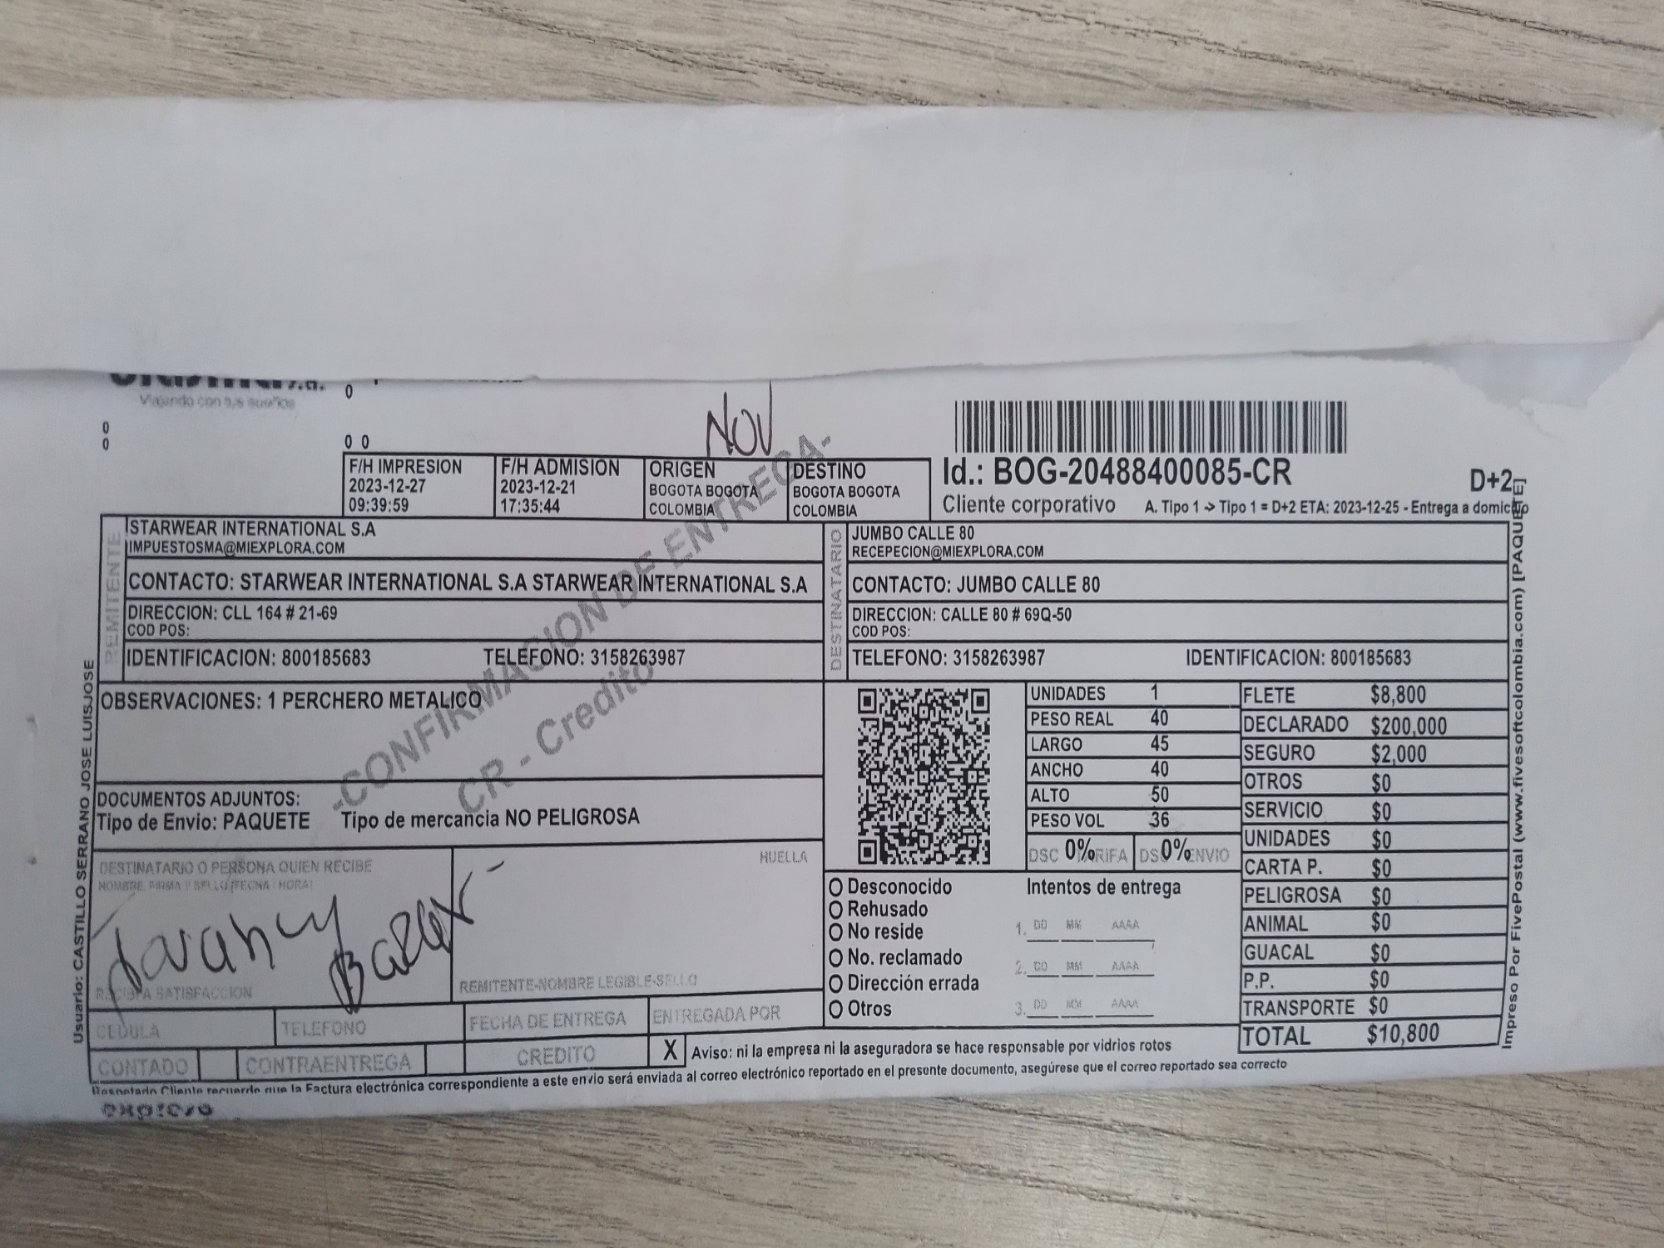 Viajando con tus sueños
0
0
0
0 0
NOV
Id.: BOG-20488400085-CR
D+2
Cliente corporativo
A. Tipo 1 -> Tipo 1 = D+2 ETA: 2023-12-25 - Entrega a domicilio
F/H IMPRESION
2023-12-27
09:39:59
F/H ADMISION
2023-12-21
17:35:44
ORIGEN
BOGOTA BOGOTA
COLOMBIA
DESTINO
BOGOTA BOGOTA
COLOMBIA
REMITENTE
STARWEAR INTERNATIONAL S.A
IMPUESTOSMA@MIEXPLORA.COM
CONTACTO: STARWEAR INTERNATIONAL S.A STARWEAR INTERNATIONAL S.A
DIRECCION: CLL 164 # 21-69
COD POS:
IDENTIFICACION: 800185683 TELEFONO: 3158263987
DESTINATARIO
JUMBO CALLE 80
RECEPECION@MIEXPLORA.COM
CONTACTO: JUMBO CALLE 80
DIRECCION: CALLE 80 # 69Q-50
COD POS:
TELEFONO: 3158263987 IDENTIFICACION: 800185683
-CONFIRMACION DE ENTREGA-
CR - Credito
OBSERVACIONES: 1 PERCHERO METALICO
DOCUMENTOS ADJUNTOS:
Tipo de Envio: PAQUETE Tipo de mercancia NO PELIGROSA
UNIDADES 1
PESO REAL 40
LARGO 45
ANCHO 40
ALTO 50
PESO VOL 36
DSC 0% RIFA DS 0% ENVIO
FLETE $8,800
DECLARADO $200,000
SEGURO $2,000
OTROS $0
SERVICIO $0
UNIDADES $0
CARTA P. $0
PELIGROSA $0
ANIMAL $0
GUACAL $0
P.P. $0
TRANSPORTE $0
TOTAL $10,800
DESTINATARIO O PERSONA QUIEN RECIBE
NOMBRE, FIRMA Y SELLO (FECHA / HORA)
RECIBI A SATISFACCION
HUELLA
REMITENTE-NOMBRE LEGIBLE-SELLO
O Desconocido
O Rehusado
O No reside
O No. reclamado
O Dirección errada
O Otros
Intentos de entrega
1. DD MM AAAA
2. DD MM AAAA
3. DD MM AAAA
CEDULA
TELEFONO
FECHA DE ENTREGA
ENTREGADA POR
CONTADO
CONTRAENTREGA
CREDITO
X
Aviso: ni la empresa ni la aseguradora se hace responsable por vidrios rotos
Respetado Cliente recuerde que la Factura electrónica correspondiente a este envio será enviada al correo electrónico reportado en el presente documento, asegúrese que el correo reportado sea correcto
expreso
Usuario: CASTILLO SERRANO JOSE LUISJOSE
Impreso Por FivePostal (www.fivesoftcolombia.com) [PAQUETE]